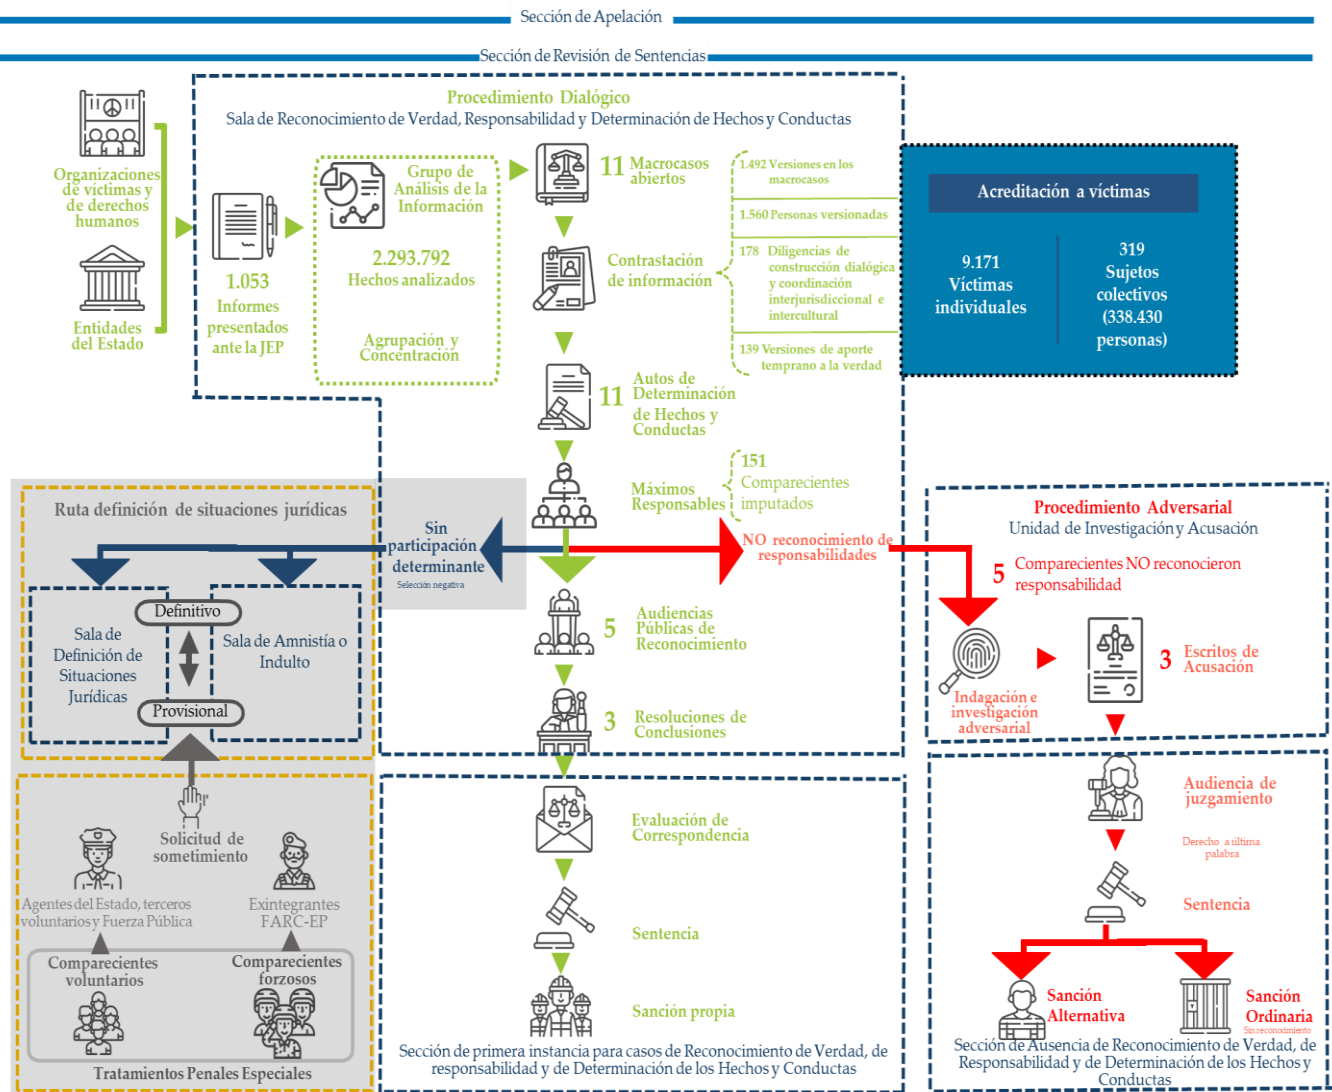 Sección de Apelación
Sección de Revisión de Sentencias
Procedimiento Dialógico
Sala de Reconocimiento de Verdad, Responsabilidad y Determinación de Hechos y Conductas
Organizaciones
de víctimas y
de derechos
humanos
Entidades
del Estado
1.053
Informes
presentados
ante la JEP
Grupo de
Análisis de la
Información
2.293.792
Hechos analizados
Agrupación y
Concentración
11 Macrocasos
abiertos
Contrastación
de información
1.492 Versiones en los
macrocasos
1.560 Personas versionadas
178 Diligencias de
construcción dialógica
y coordinación
interjurisdiccional e
intercultural
139 Versiones de aporte
temprano a la verdad
Acreditación a víctimas
9.171
Víctimas
individuales
319
Sujetos
colectivos
(338.430
personas)
11 Autos de
Determinación
de Hechos y
Conductas
Máximos
Responsables
151
Comparecientes
imputados
Sin
participación
determinante
Selección negativa
NO reconocimiento de
responsabilidades
5 Audiencias
Públicas de
Reconocimiento
3 Resoluciones de
Conclusiones
Ruta definición de situaciones jurídicas
Definitivo
Sala de
Definición de
Situaciones
Jurídicas
Sala de Amnistía o
Indulto
Provisional
Solicitud de
sometimiento
Agentes del Estado, terceros
voluntarios y Fuerza Pública
Exintegrantes
FARC-EP
Comparecientes
voluntarios
Comparecientes
forzosos
Tratamientos Penales Especiales
Evaluación de
Correspondencia
Sentencia
Sanción propia
Sección de primera instancia para casos de Reconocimiento de Verdad, de
responsabilidad y de Determinación de los Hechos y Conductas
Procedimiento Adversarial
Unidad de Investigación y Acusación
5 Comparecientes NO reconocieron
responsabilidad
Indagación e
investigación
adversarial
3 Escritos de
Acusación
Audiencia de
juzgamiento
Derecho a última
palabra
Sentencia
Sanción
Alternativa
Sanción
Ordinaria
Sin reconocimiento
Sección de Ausencia de Reconocimiento de Verdad, de
Responsabilidad y de Determinación de los Hechos y
Conductas